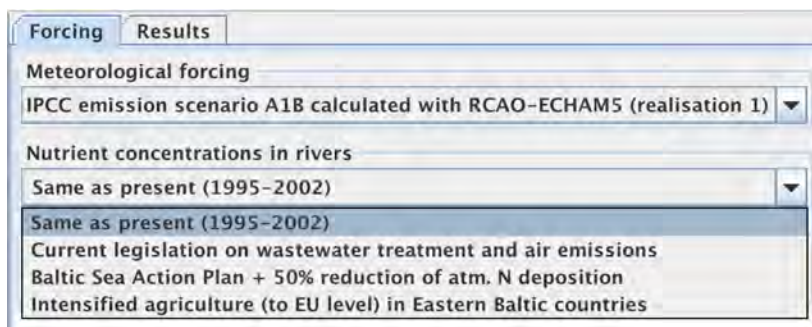 Forcing Results
Meteorological forcing
IPCC emission scenario A1B calculated with RCAO-ECHAM5 (realisation 1)
Nutrient concentrations in rivers
Same as present (1995-2002)
Same as present (1995-2002)
Current legislation on wastewater treatment and air emissions
Baltic Sea Action Plan + 50% reduction of atm. N deposition
Intensified agriculture (to EU level) in Eastern Baltic countries